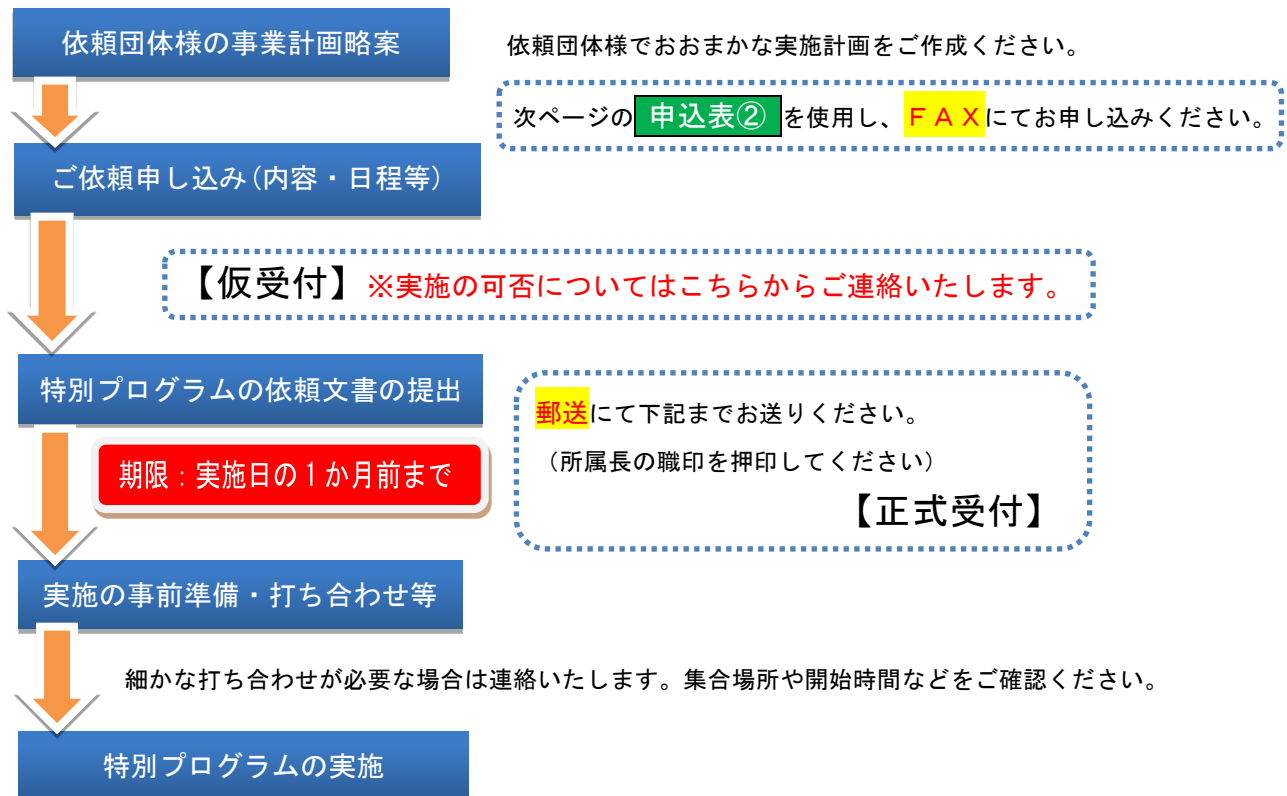 依頼団体様の事業計画略案
依頼団体様でおおまかな実施計画をご作成ください。
次ページの 申込表② を使用し、ＦＡＸにてお申し込みください。
ご依頼申し込み(内容・日程等)
【仮受付】※実施の可否についてはこちらからご連絡いたします。
特別プログラムの依頼文書の提出
期限：実施日の１か月前まで
郵送にて下記までお送りください。
（所属長の職印を押印してください）
【正式受付】
実施の事前準備・打ち合わせ等
細かな打ち合わせが必要な場合は連絡いたします。集合場所や開始時間などをご確認ください。
特別プログラムの実施